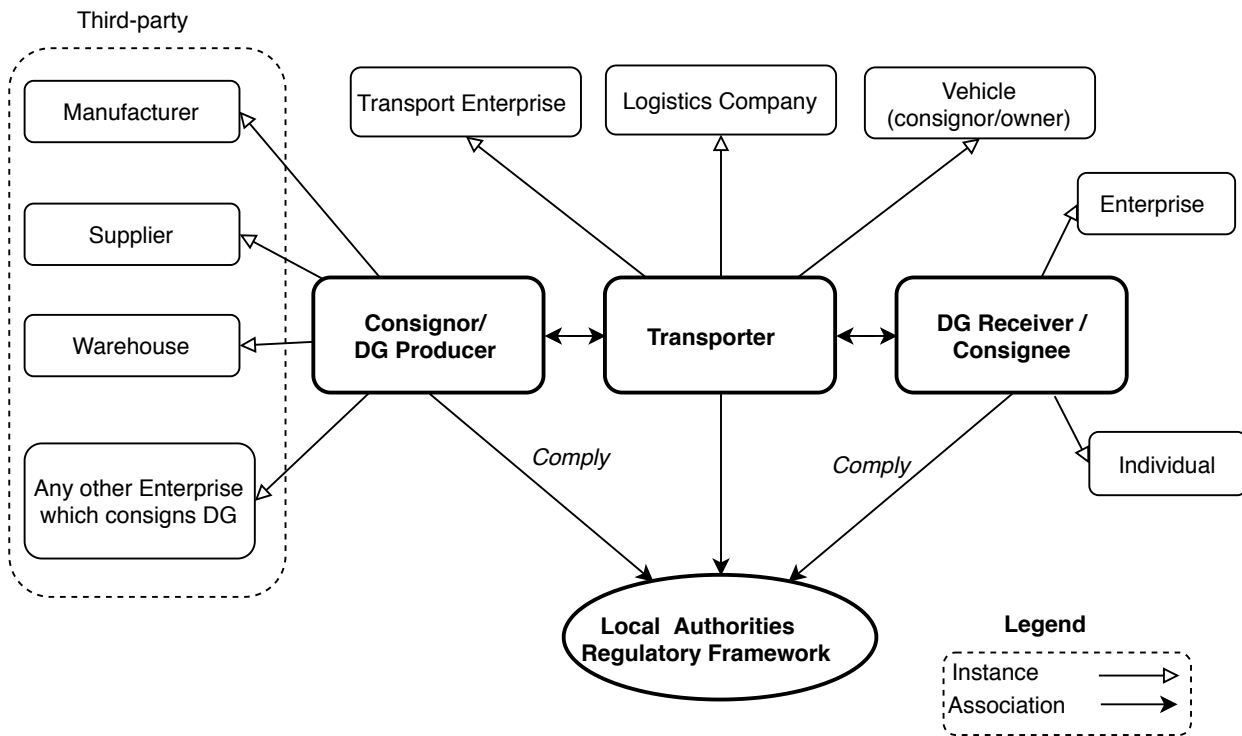 Third-party
Manufacturer
Transport Enterprise
Logistics Company
Vehicle
(consignor/owner)
Supplier
Enterprise
Warehouse
Consignor/
DG Producer
Transporter
DG Receiver /
Consignee
Any other Enterprise
which consigns DG
Comply
Comply
Individual
Local Authorities
Regulatory Framework
Legend
Instance
Association